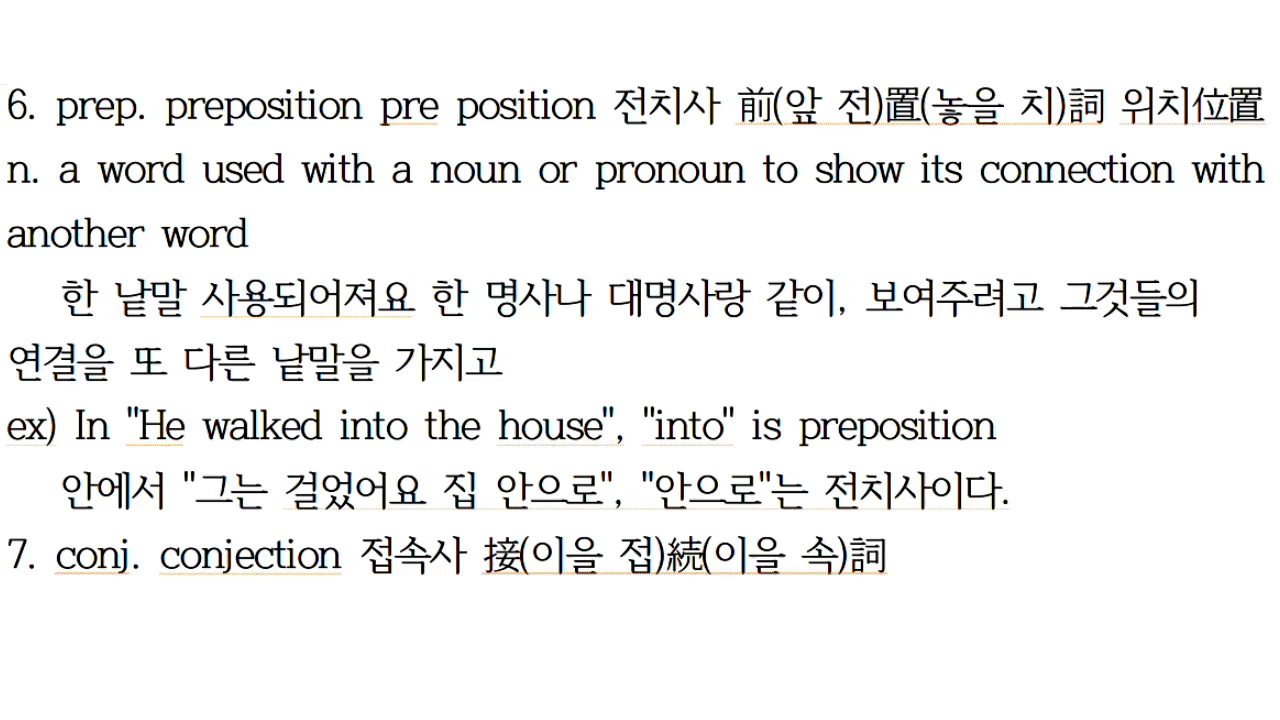 6. prep. preposition pre position 전치사 前(앞 전)置(놓을 치)詞 위치位置
n. a word used with a noun or pronoun to show its connection with
another word
한 낱말 사용되어져요 한 명사나 대명사랑 같이, 보여주려고 그것들의
연결을 또 다른 낱말을 가지고
ex) In "He walked into the house", "into" is preposition
안에서 "그는 걸었어요 집 안으로", "안으로"는 전치사이다.
7. conj. conjection 접속사 接(이을 접)続(이을 속)詞